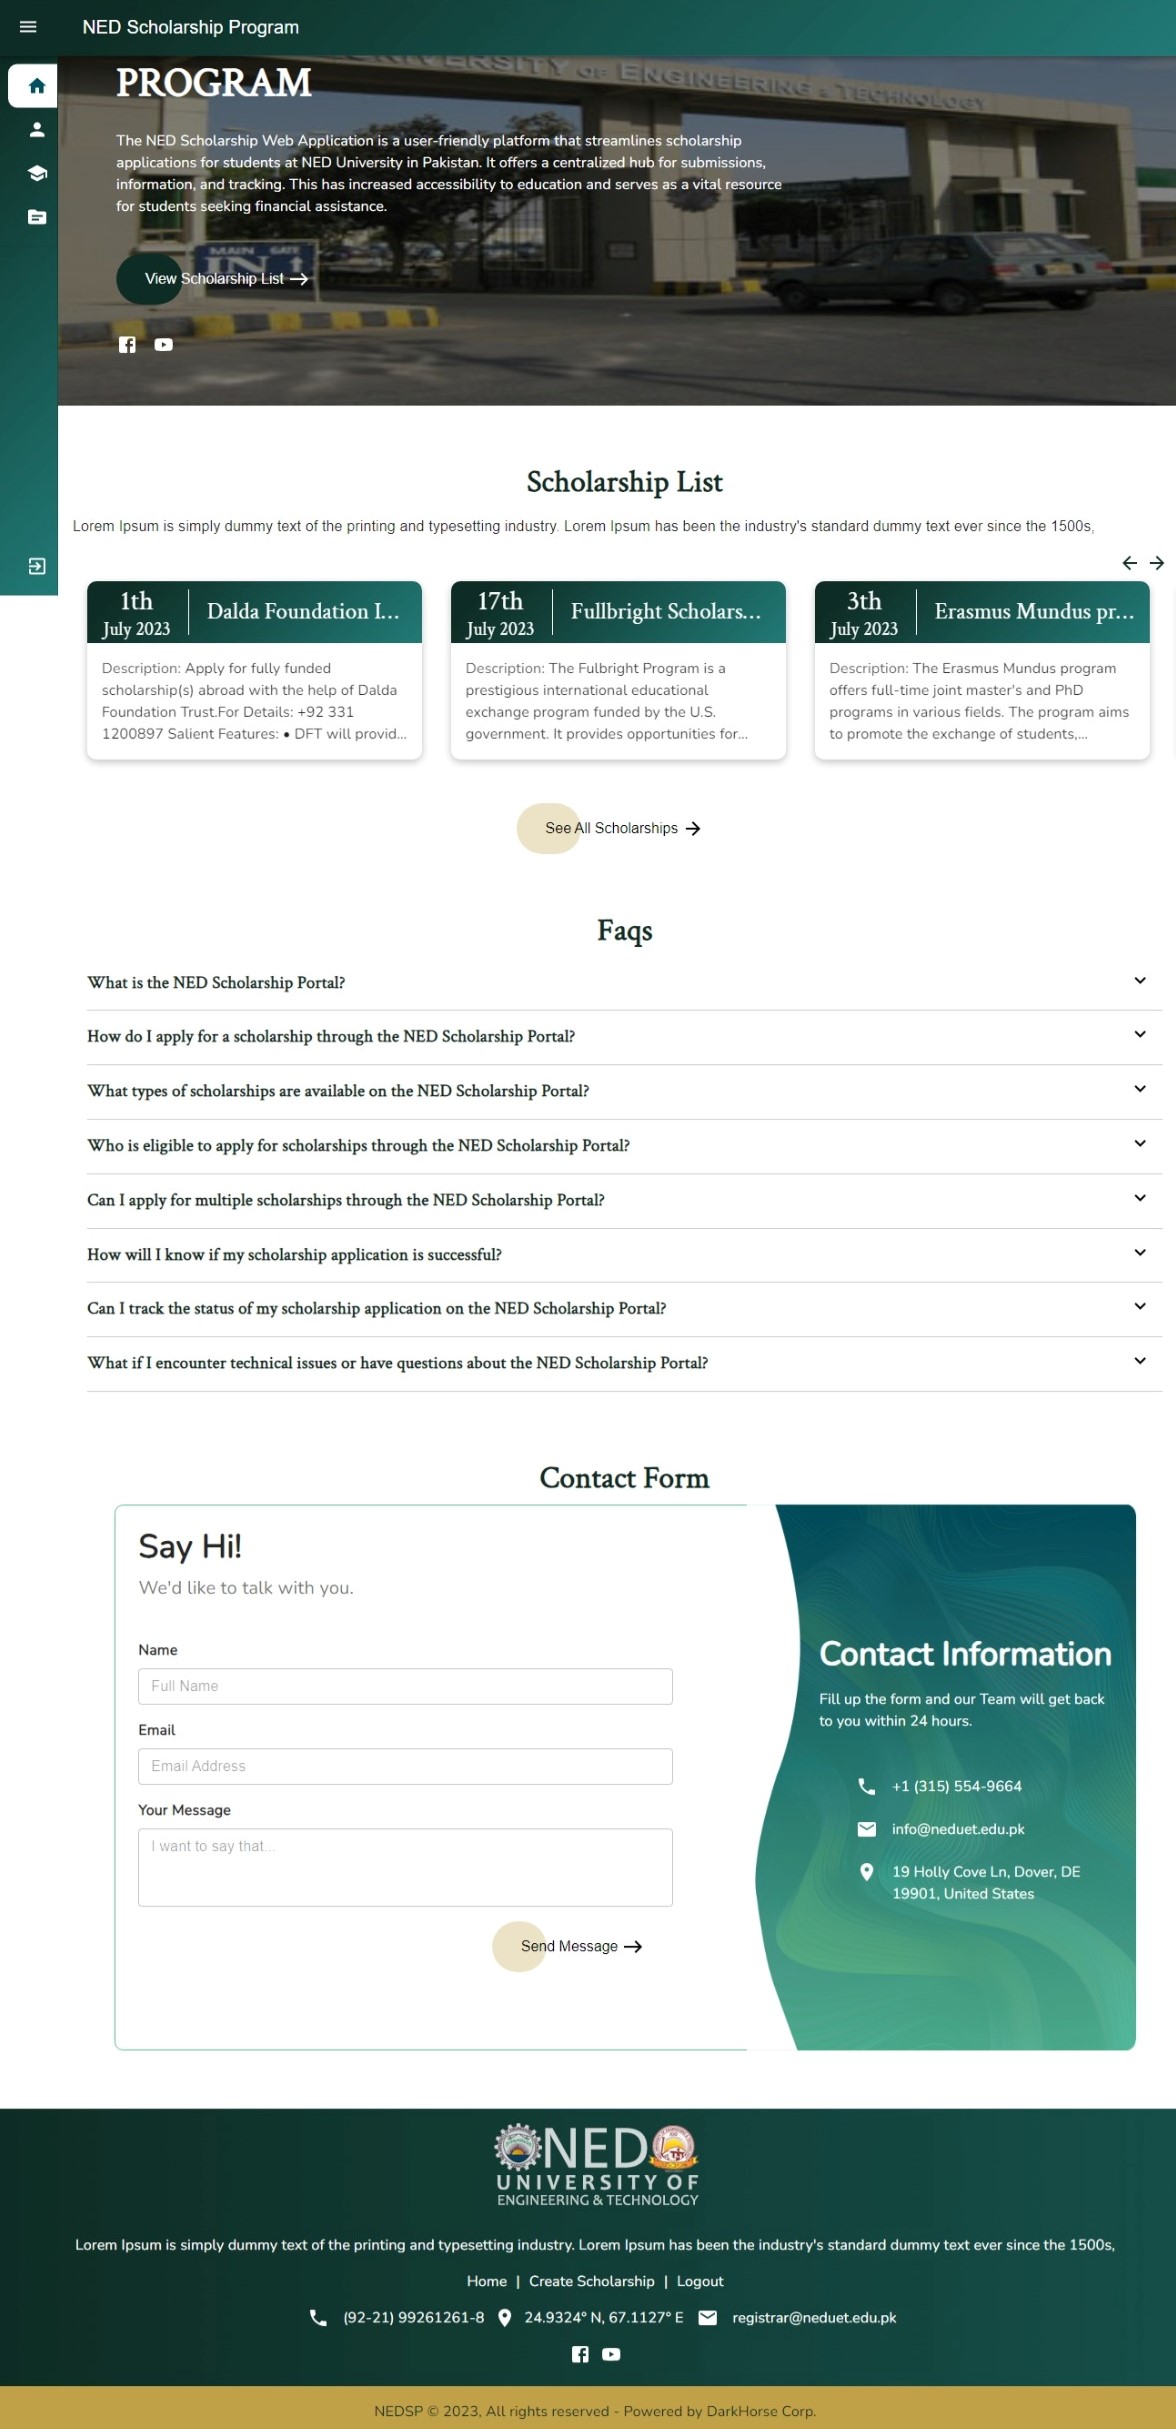 NED Scholarship Program
UNIVERSITY OF ENGINEERING & TECHNOLOGY
PROGRAM
The NED Scholarship Web Application is a user-friendly platform that streamlines scholarship
applications for students at NED University in Pakistan. It offers a centralized hub for submissions,
information, and tracking. This has increased accessibility to education and serves as a vital resource
for students seeking financial assistance.
MAIN GATE
IN
View Scholarship List
Scholarship List
Lorem Ipsum is simply dummy text of the printing and typesetting industry. Lorem Ipsum has been the industry's standard dummy text ever since the 1500s,
1th
July 2023
Dalda Foundation I...
Description: Apply for fully funded
scholarship(s) abroad with the help of Dalda
Foundation Trust.For Details: +92 331
1200897 Salient Features: • DFT will provid...
17th
July 2023
Fullbright Scholars...
Description: The Fulbright Program is a
prestigious international educational
exchange program funded by the U.S.
government. It provides opportunities for...
3th
July 2023
Erasmus Mundus pr...
Description: The Erasmus Mundus program
offers full-time joint master's and PhD
programs in various fields. The program aims
to promote the exchange of students,...
See All Scholarships
Faqs
What is the NED Scholarship Portal?
How do I apply for a scholarship through the NED Scholarship Portal?
What types of scholarships are available on the NED Scholarship Portal?
Who is eligible to apply for scholarships through the NED Scholarship Portal?
Can I apply for multiple scholarships through the NED Scholarship Portal?
How will I know if my scholarship application is successful?
Can I track the status of my scholarship application on the NED Scholarship Portal?
What if I encounter technical issues or have questions about the NED Scholarship Portal?
Contact Form
Say Hi!
We'd like to talk with you.
Name
Full Name
Email
Email Address
Your Message
I want to say that...
Send Message
Contact Information
Fill up the form and our Team will get back
to you within 24 hours.
+1 (315) 554-9664
info@neduet.edu.pk
19 Holly Cove Ln, Dover, DE
19901, United States
NED
UNIVERSITY OF
ENGINEERING & TECHNOLOGY
Lorem Ipsum is simply dummy text of the printing and typesetting industry. Lorem Ipsum has been the industry's standard dummy text ever since the 1500s,
Home | Create Scholarship | Logout
(92-21) 99261261-8 24.9324° N, 67.1127° E registrar@neduet.edu.pk
NEDSP © 2023, All rights reserved - Powered by DarkHorse Corp.